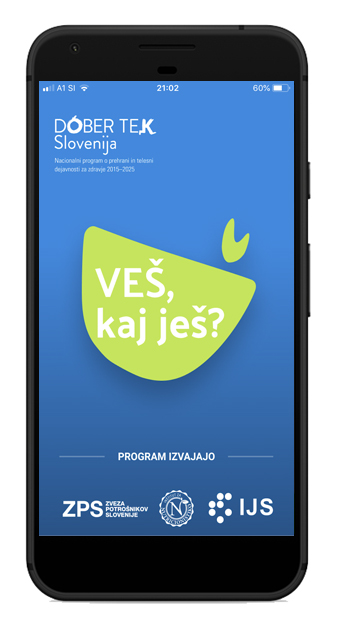 A1 SI
21:02
60%
DOBER TEK
Slovenija
Nacionalni program o prehrani in telesni
dejavnosti za zdravje 2015–2025
VEŠ,
kaj ješ?
PROGRAM IZVAJAJO
ZPS
ZVEZA
POTROŠNIKOV
SLOVENIJE
N
IJS